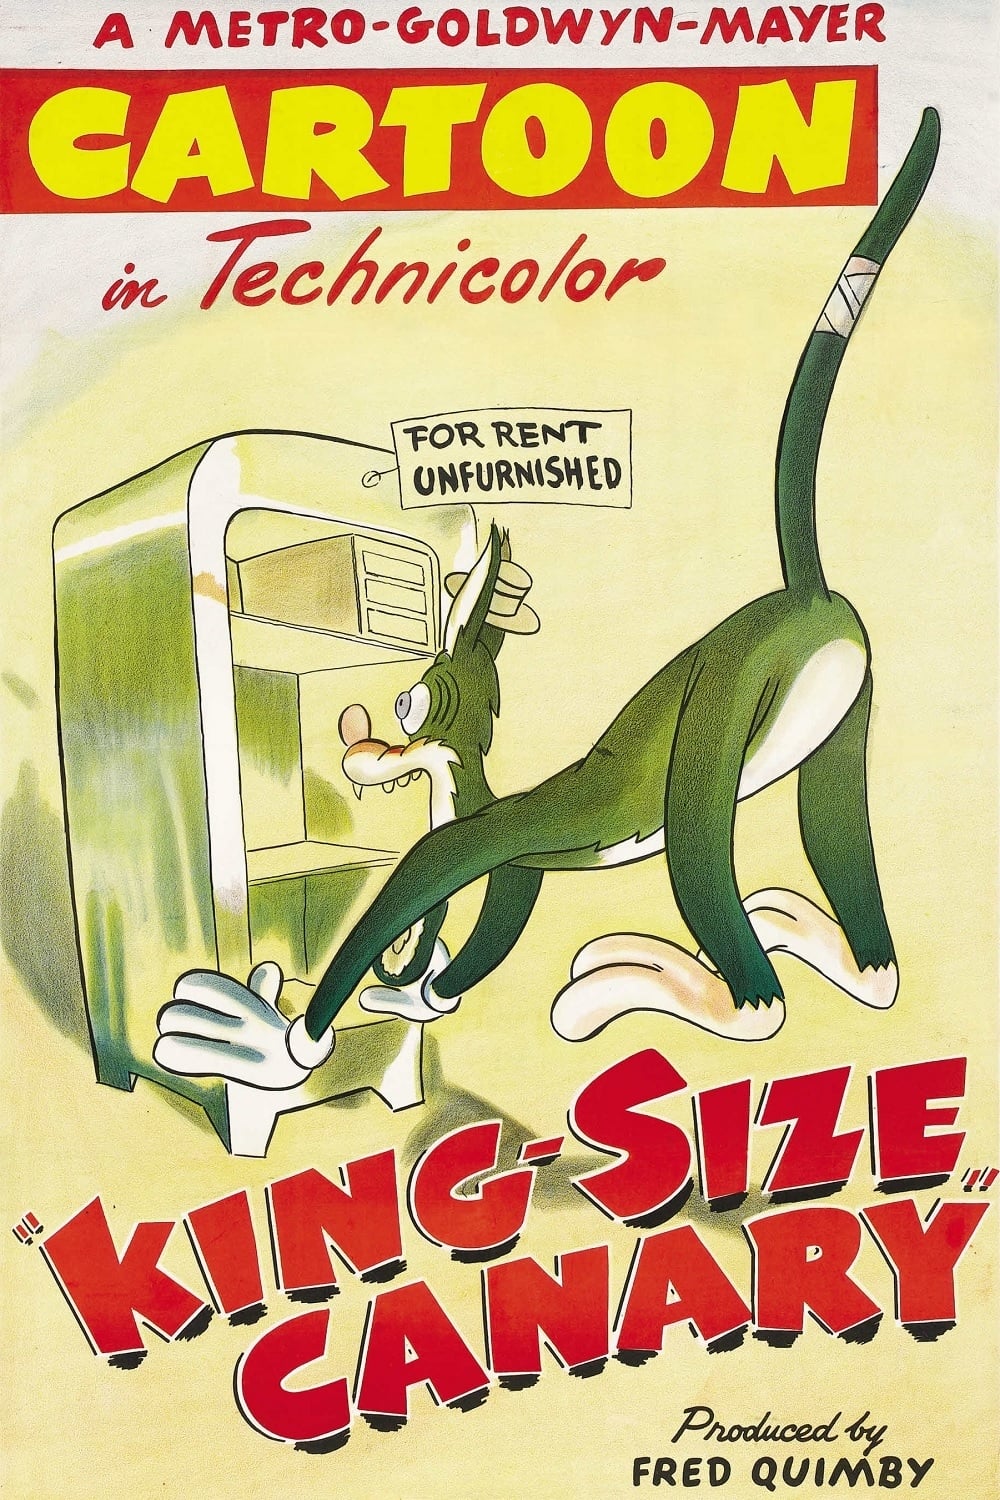 A METRO-GOLDWYN-MAYER
CARTOON
in Technicolor
FOR RENT
UNFURNISHED
"KING-SIZE
CANARY"
Produced by
FRED QUIMBY